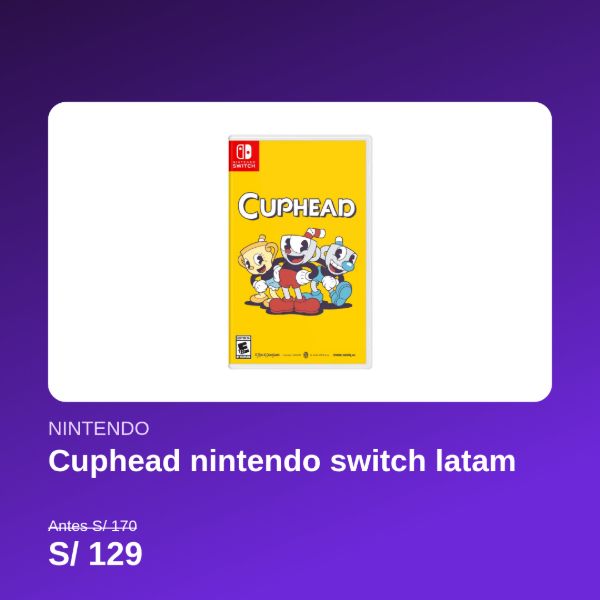 NINTENDO
SWITCH
CUPHEAD
E
NINTENDO
Cuphead nintendo switch latam
Antes S/ 170
S/ 129